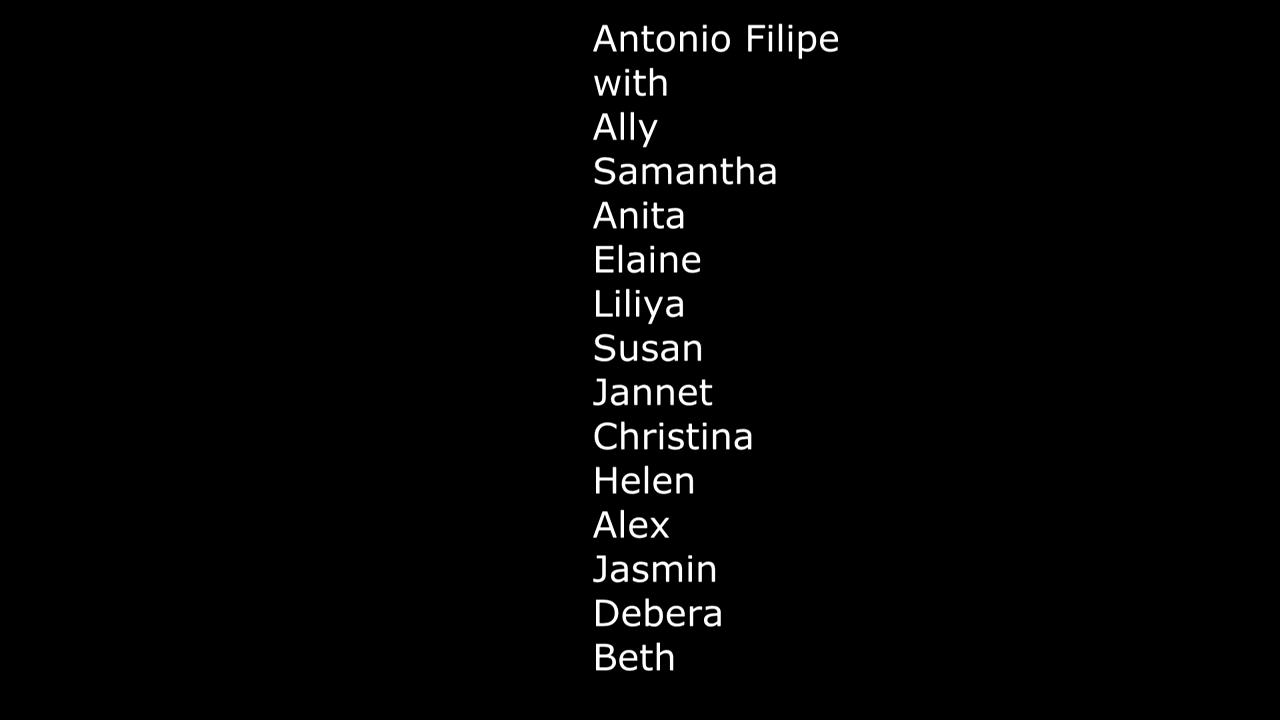 Antonio Filipe
with
Ally
Samantha
Anita
Elaine
Liliya
Susan
Jannet
Christina
Helen
Alex
Jasmin
Debera
Beth